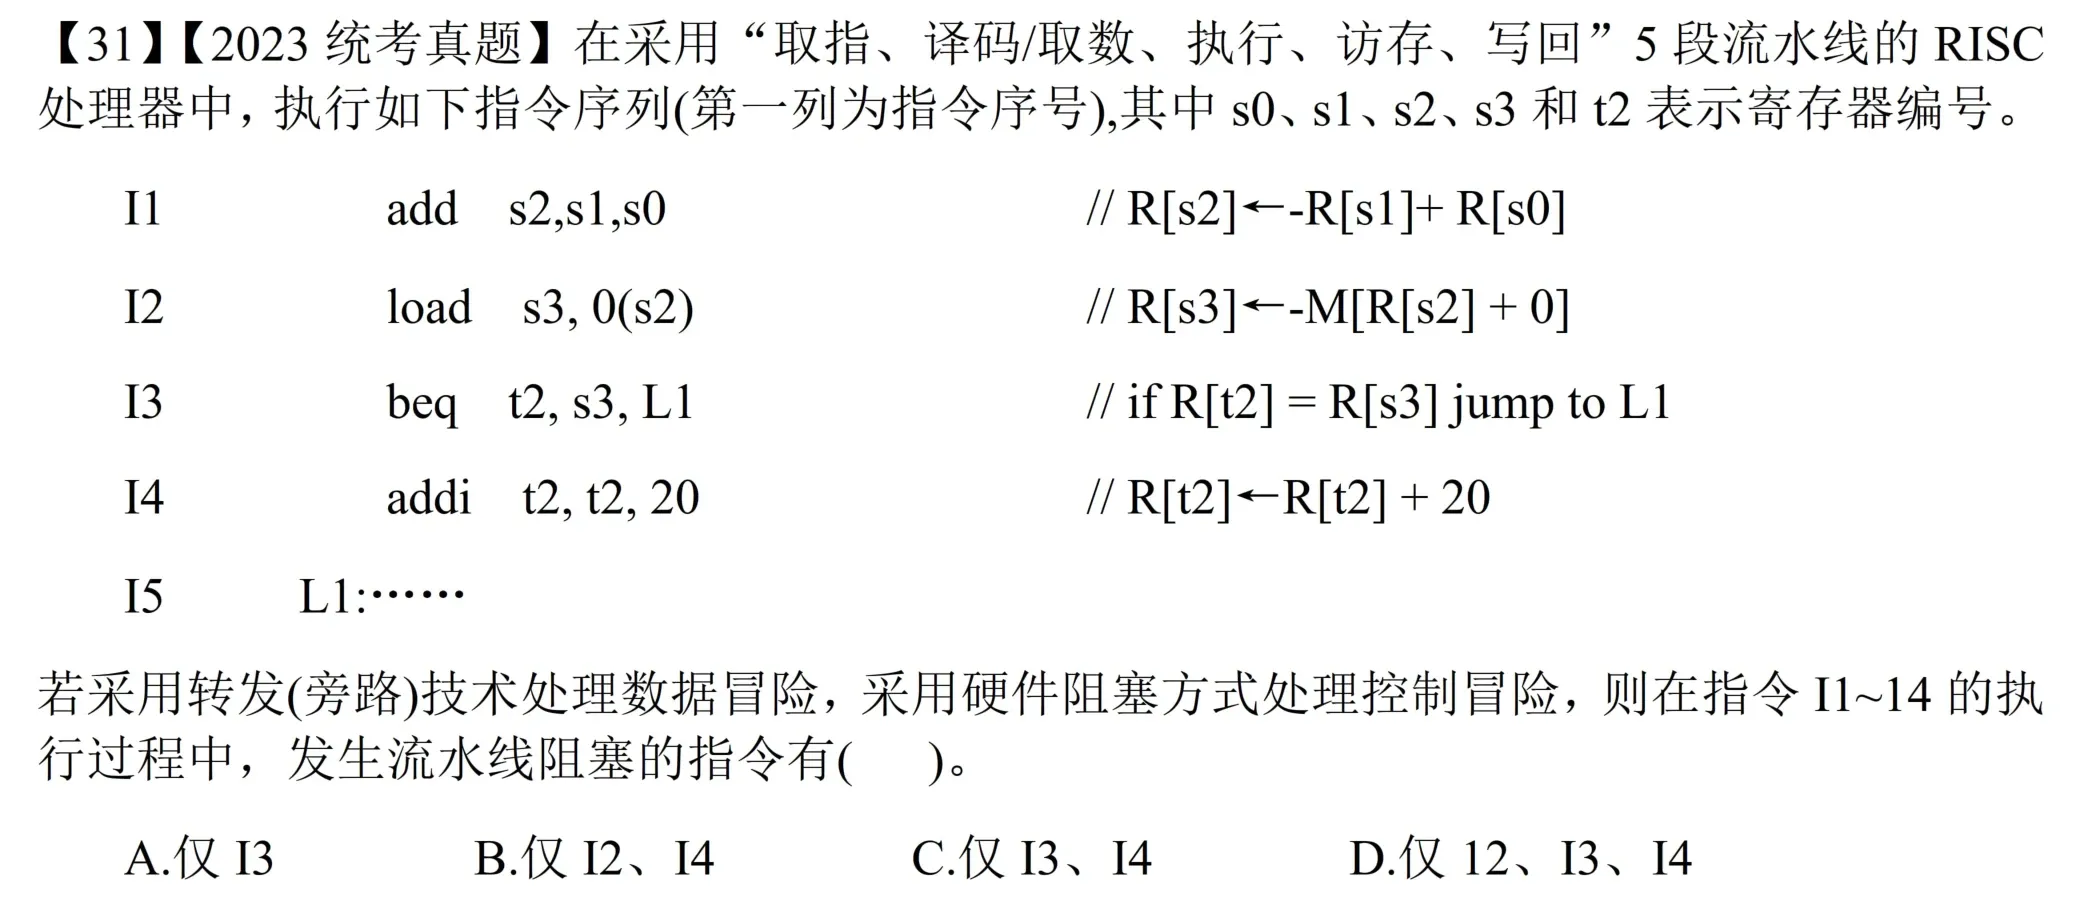 【31】【2023 统考真题】在采用“取指、译码/取数、执行、访存、写回”5 段流水线的 RISC
处理器中，执行如下指令序列(第一列为指令序号),其中 s0、s1、s2、s3 和 t2 表示寄存器编号。
I1 add s2,s1,s0 // R[s2]←-R[s1]+ R[s0]
I2 load s3, 0(s2) // R[s3]←-M[R[s2] + 0]
I3 beq t2, s3, L1 // if R[t2] = R[s3] jump to L1
I4 addi t2, t2, 20 // R[t2]←R[t2] + 20
I5 L1:······
若采用转发(旁路)技术处理数据冒险，采用硬件阻塞方式处理控制冒险，则在指令 I1~14 的执
行过程中，发生流水线阻塞的指令有( )。
A.仅 I3 B.仅 I2、I4 C.仅 I3、I4 D.仅 12、I3、I4